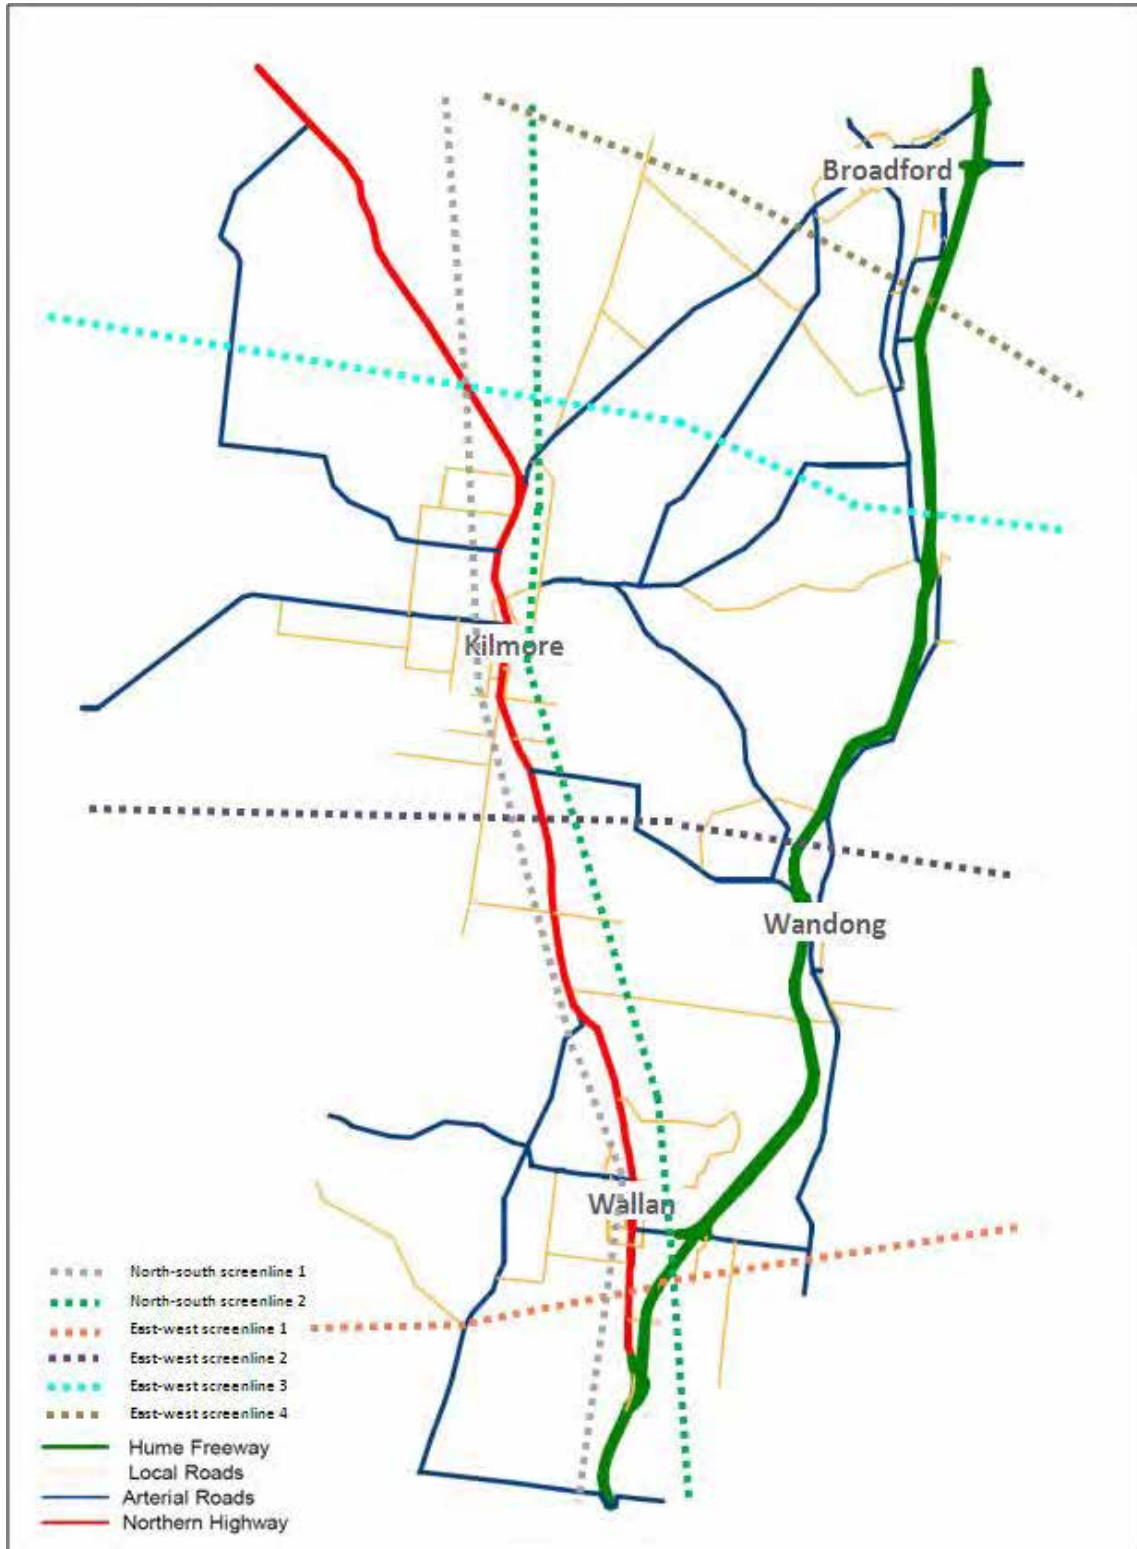 Broadford
Kilmore
Wandong
Wallan
North-south screenline 1
North-south screenline 2
East-west screenline 1
East-west screenline 2
East-west screenline 3
East-west screenline 4
Hume Freeway
Local Roads
Arterial Roads
Northern Highway